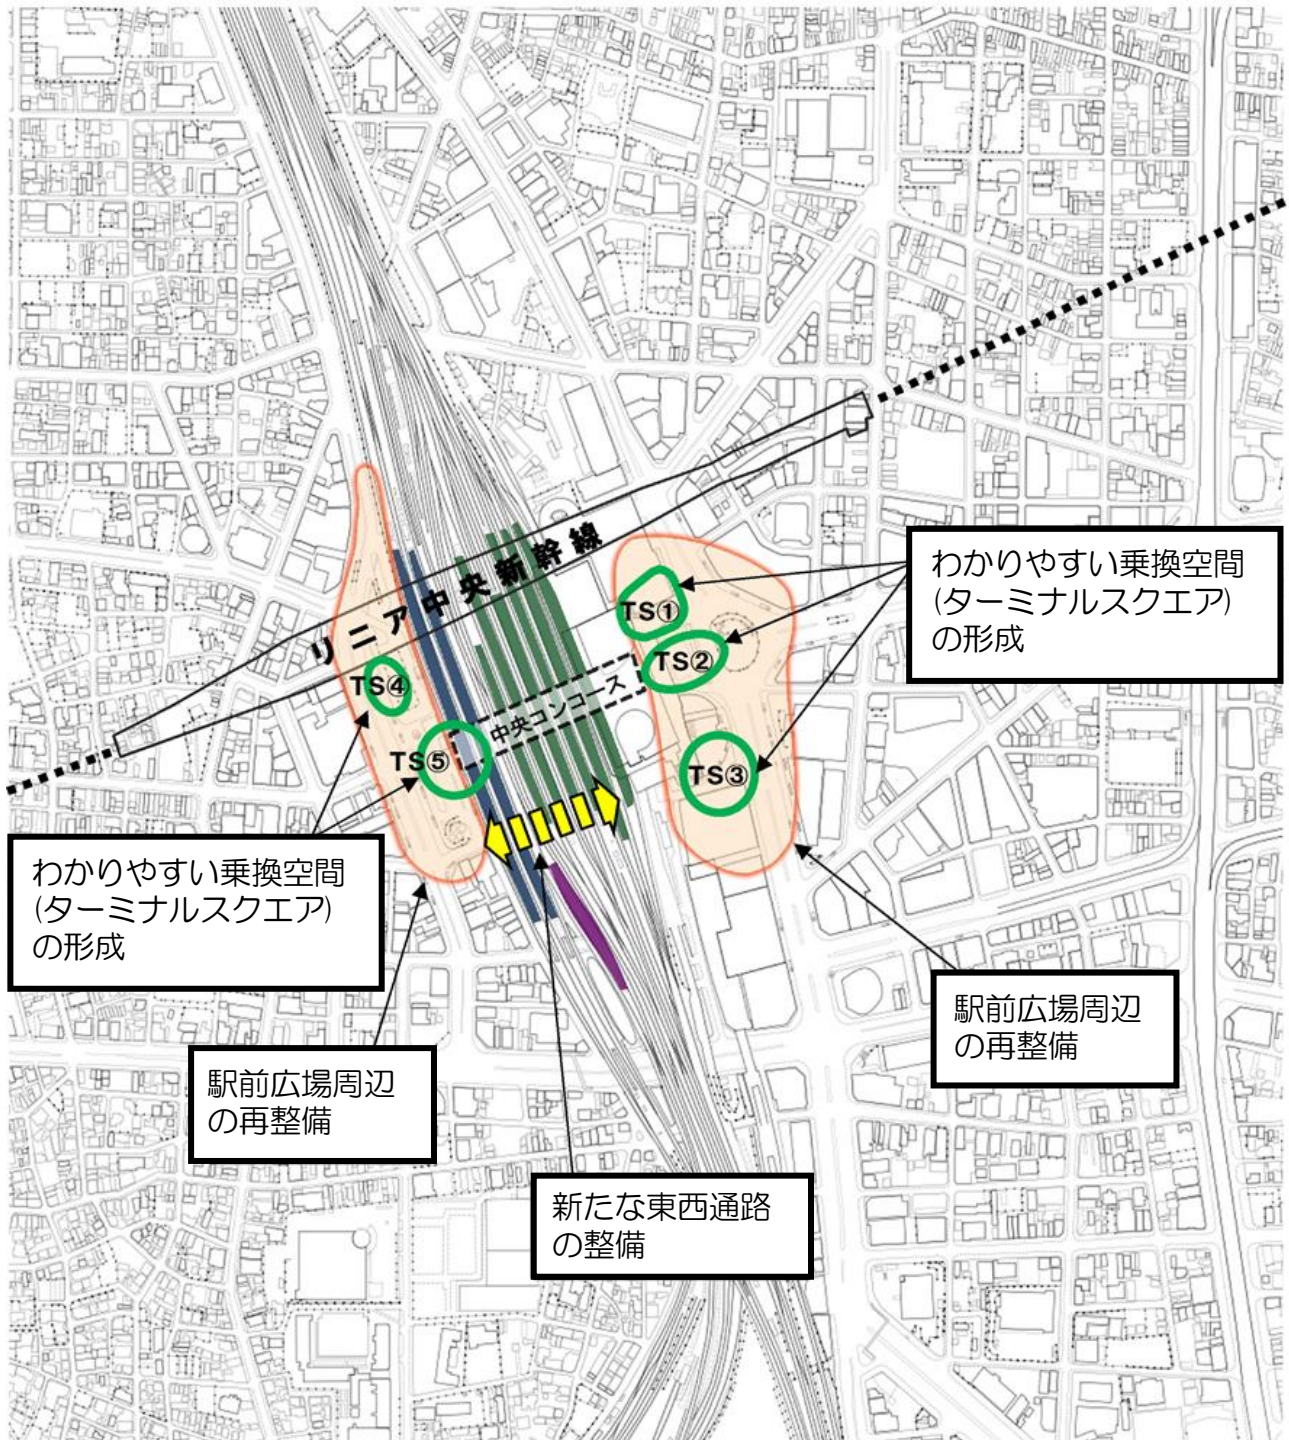 わかりやすい乗換空間
(ターミナルスクエア)
の形成
リニア中央新幹線
TS①
TS②
TS④
中央コンコース
TS⑤
TS③
わかりやすい乗換空間
(ターミナルスクエア)
の形成
駅前広場周辺
の再整備
駅前広場周辺
の再整備
新たな東西通路
の整備